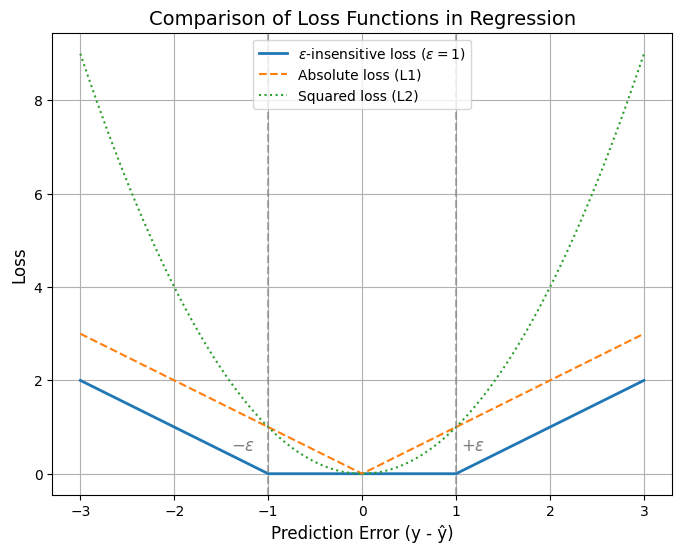 Comparison of Loss Functions in Regression
ε-insensitive loss (ε = 1)
Absolute loss (L1)
Squared loss (L2)
Loss
8
6
4
2
0
−ε
+ε
−3
−2
−1
0
1
2
3
Prediction Error (y - ŷ)